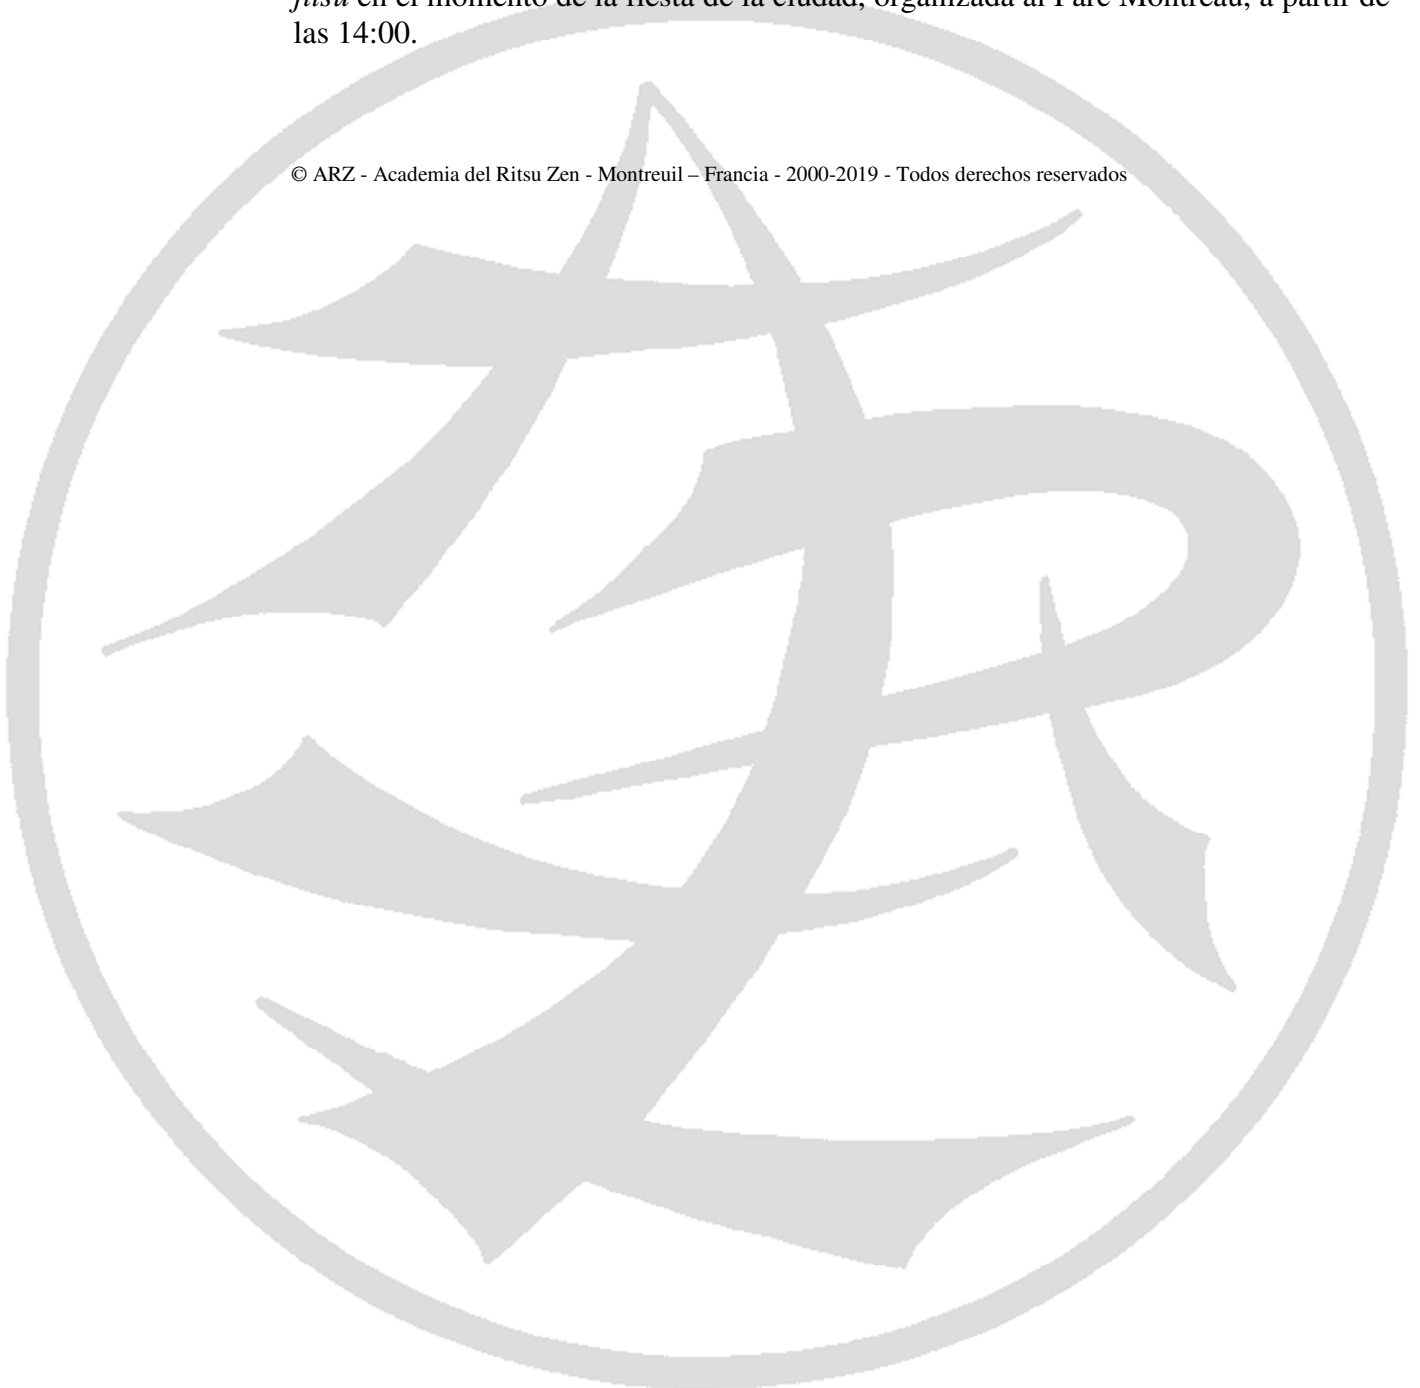 jitsu en el momento de la fiesta de la ciudad, organizada al Parc Montreau, a partir de
las 14:00.
© ARZ - Academia del Ritsu Zen - Montreuil – Francia - 2000-2019 - Todos derechos reservados